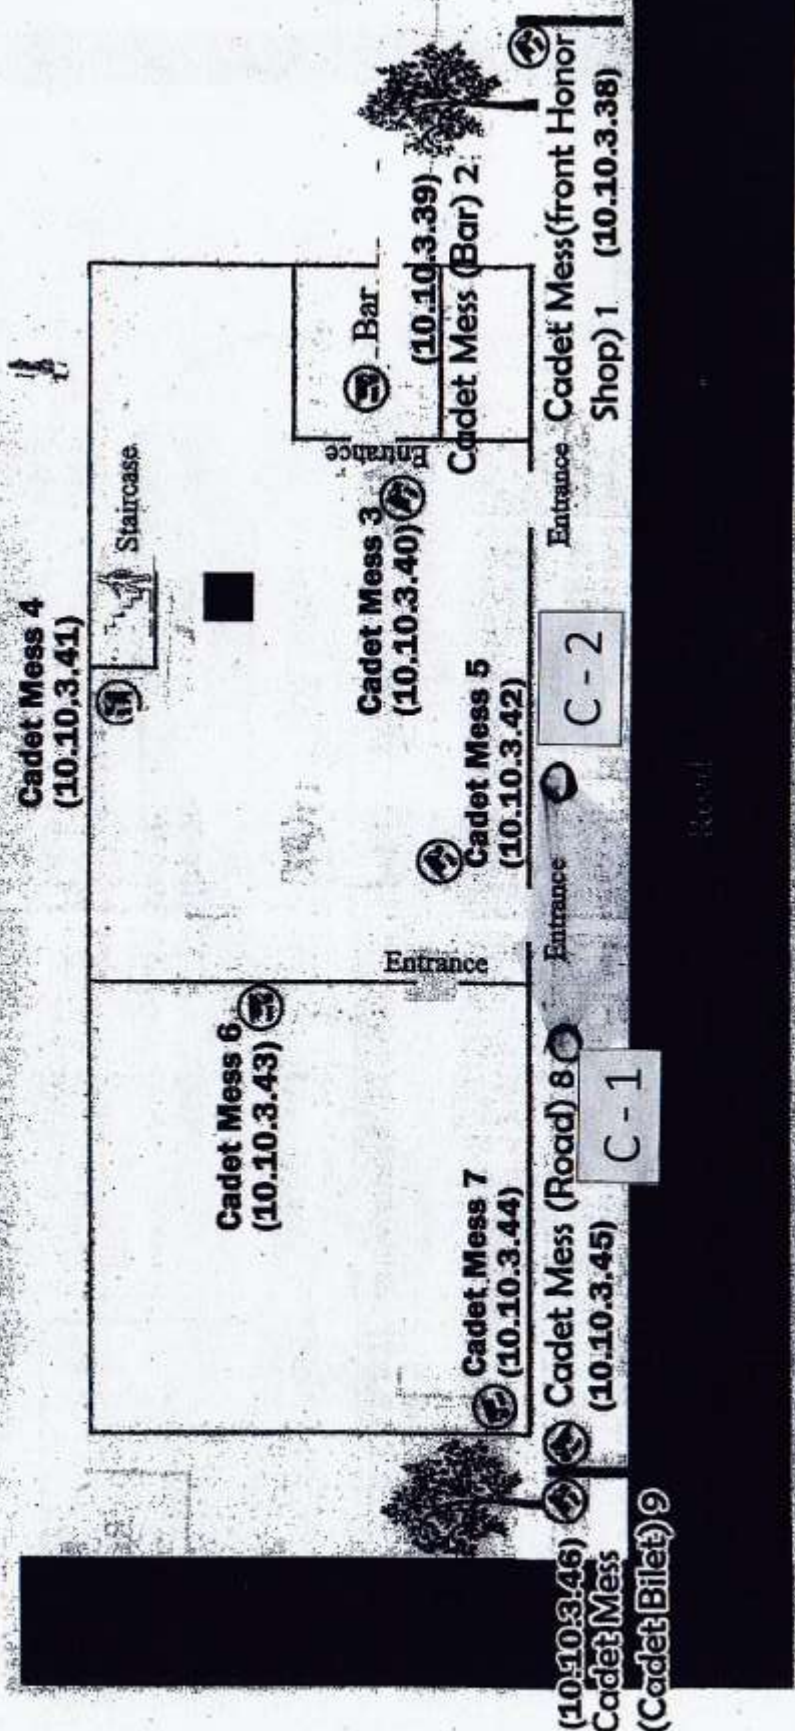 Cadet Mess 4
(10.10.3.41)
Staircase
Bar
Entrance
(10.10.3.39)
Cadet Mess (Bar) 2
Cadet Mess(front Honor
Shop) 1 (10.10.3.38)
Cadet Mess 3
(10.10.3.40)
Entrance
C - 2
Cadet Mess 5
(10.10.3.42)
Entrance
Entrance
Cadet Mess 6
(10.10.3.43)
Cadet Mess 7
(10.10.3.44)
Cadet Mess (Road) 8
(10.10.3.45)
C - 1
(10.10.3.46)
Cadet Mess
(Cadet Bilet) 9
Road